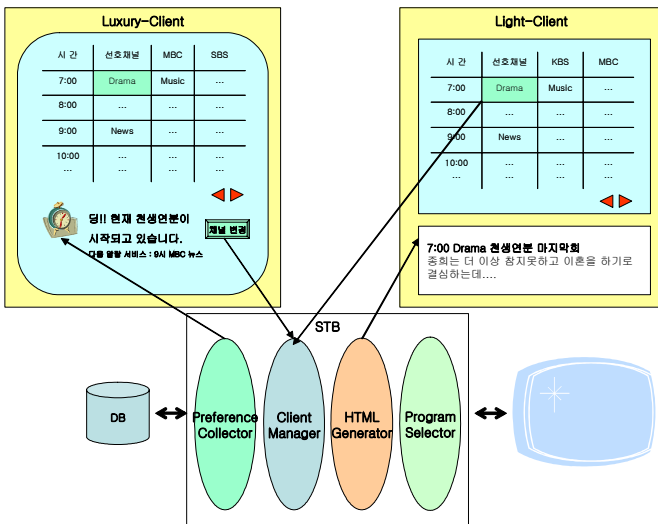 Luxury-Client
시 간 선호채널 MBC SBS
7:00 Drama Music ...
8:00 ... ... ...
9:00 News ... ...
10:00 ... ... ...
... ... ... ...
딩!! 현재 천생연분이
시작되고 있습니다.
다음 알람 서비스 : 9시 MBC 뉴스
채널 변경
Light-Client
시 간 선호채널 KBS MBC
7:00 Drama Music ...
8:00 ... ... ...
9:00 News ... ...
10:00 ... ... ...
... ... ... ...
7:00 Drama 천생연분 마지막회
종희는 더 이상 참지못하고 이혼을 하기로
결심하는데....
STB
DB
Preference
Collector
Client
Manager
HTML
Generator
Program
Selector